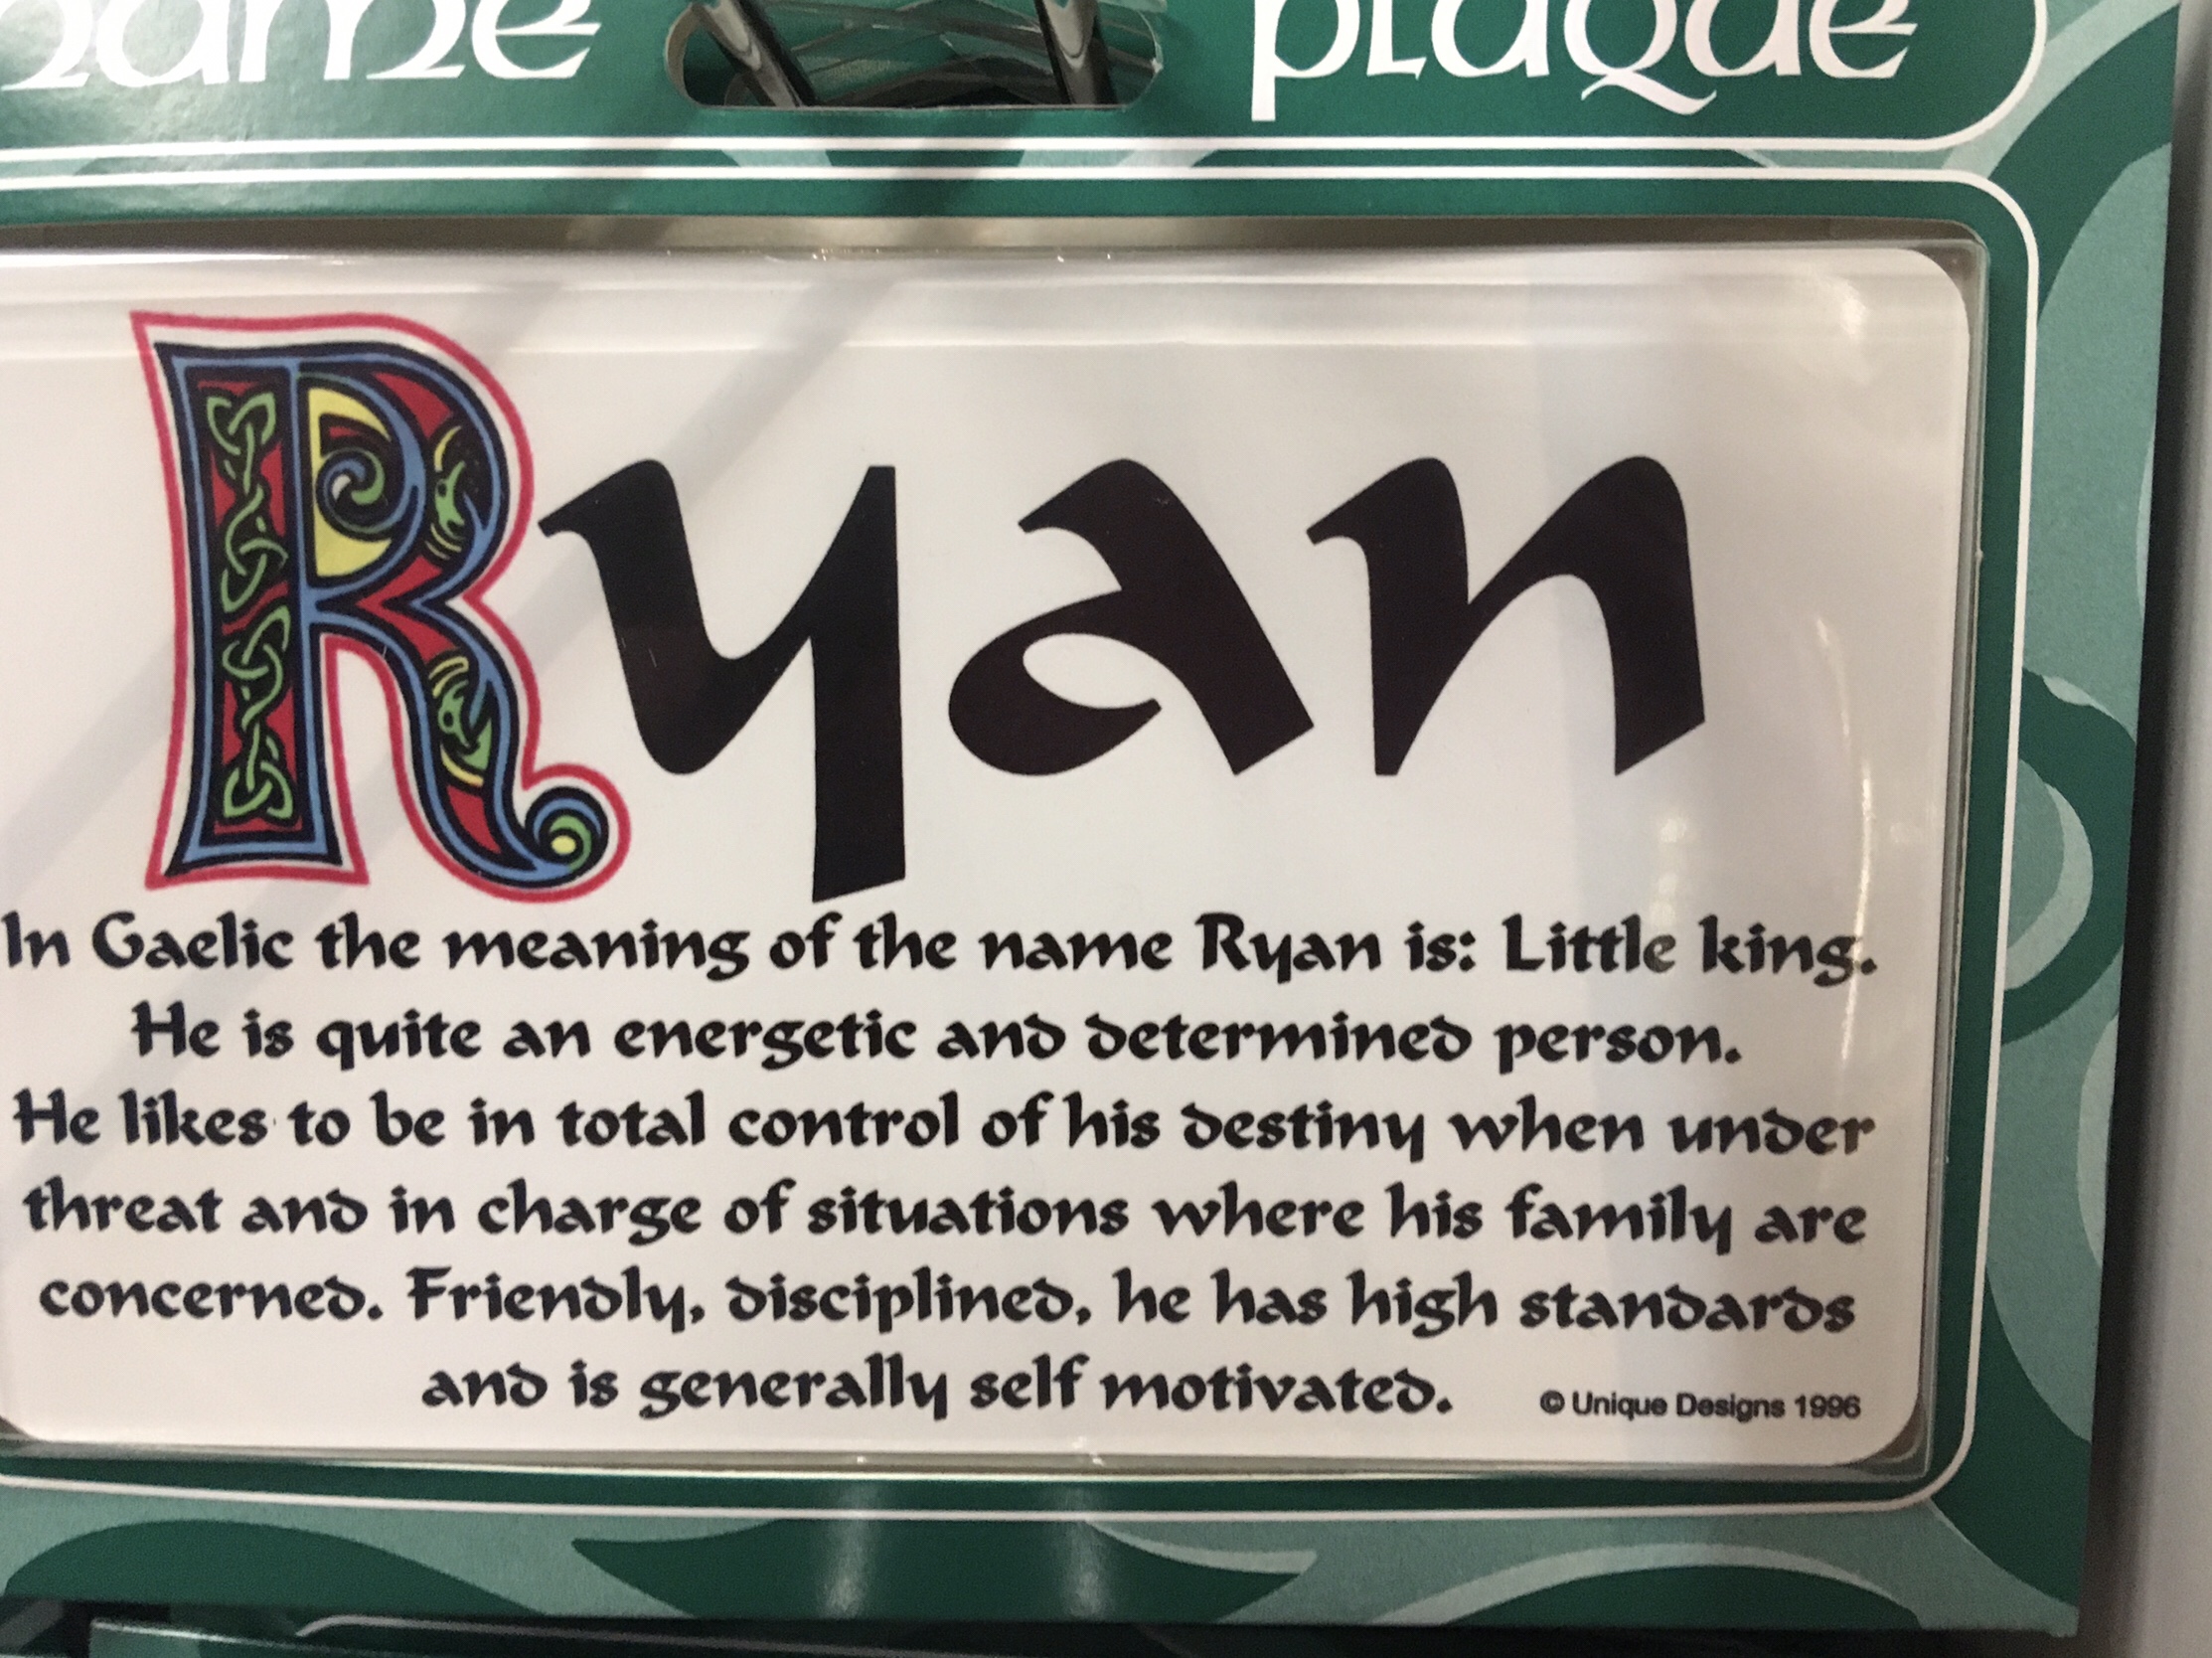 name plaque
Ryan
In Gaelic the meaning of the name Ryan is: Little king.
He is quite an energetic and determined person.
He likes to be in total control of his destiny when under
threat and in charge of situations where his family are
concerned. Friendly, disciplined, he has high standards
and is generally self motivated.
© Unique Designs 1996